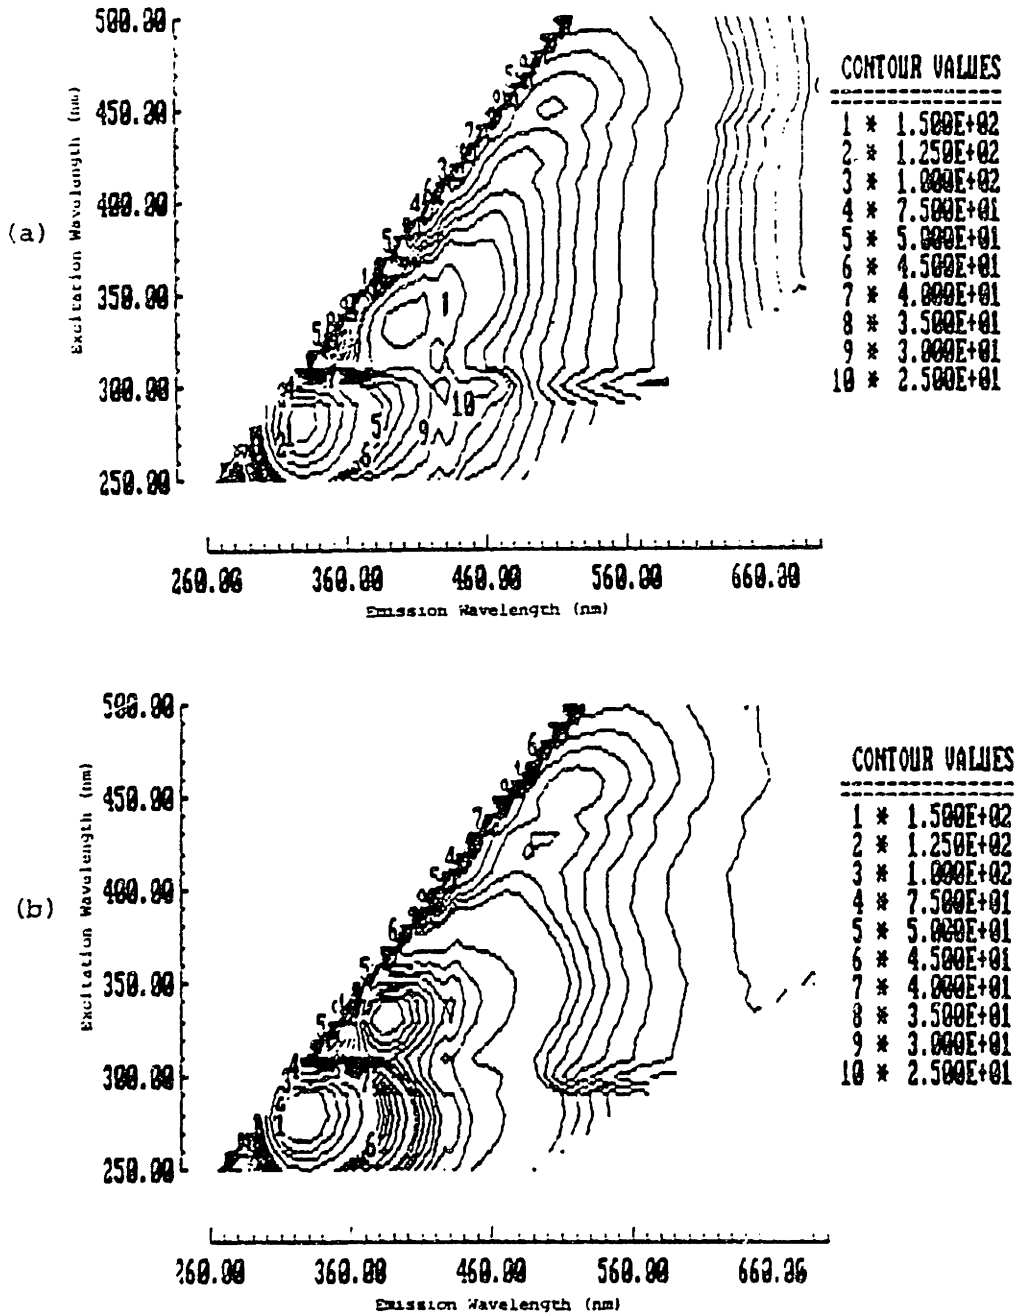 (a)
Excitation Wavelength (nm)
500.00
450.00
400.00
350.00
300.00
250.00
260.00 360.00 460.00 560.00 660.00
Emission Wavelength (nm)
CONTOUR VALUES
1 * 1.500E+02
2 * 1.250E+02
3 * 1.000E+02
4 * 7.500E+01
5 * 5.000E+01
6 * 4.500E+01
7 * 4.000E+01
8 * 3.500E+01
9 * 3.000E+01
10 * 2.500E+01
1
10
5
9
1
(b)
Excitation Wavelength (nm)
500.00
450.00
400.00
350.00
300.00
250.00
260.00 360.00 460.00 560.00 660.00
Emission Wavelength (nm)
CONTOUR VALUES
1 * 1.500E+02
2 * 1.250E+02
3 * 1.000E+02
4 * 7.500E+01
5 * 5.000E+01
6 * 4.500E+01
7 * 4.000E+01
8 * 3.500E+01
9 * 3.000E+01
10 * 2.500E+01